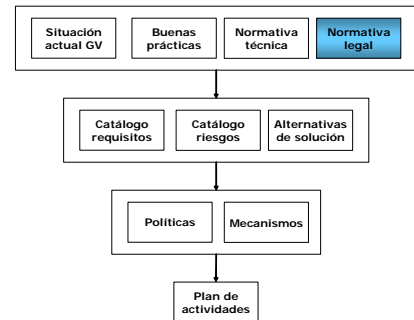 Situación
actual GV
Buenas
prácticas
Normativa
técnica
Normativa
legal
Catálogo
requisitos
Catálogo
riesgos
Alternativas
de solución
Políticas
Mecanismos
Plan de
actividades